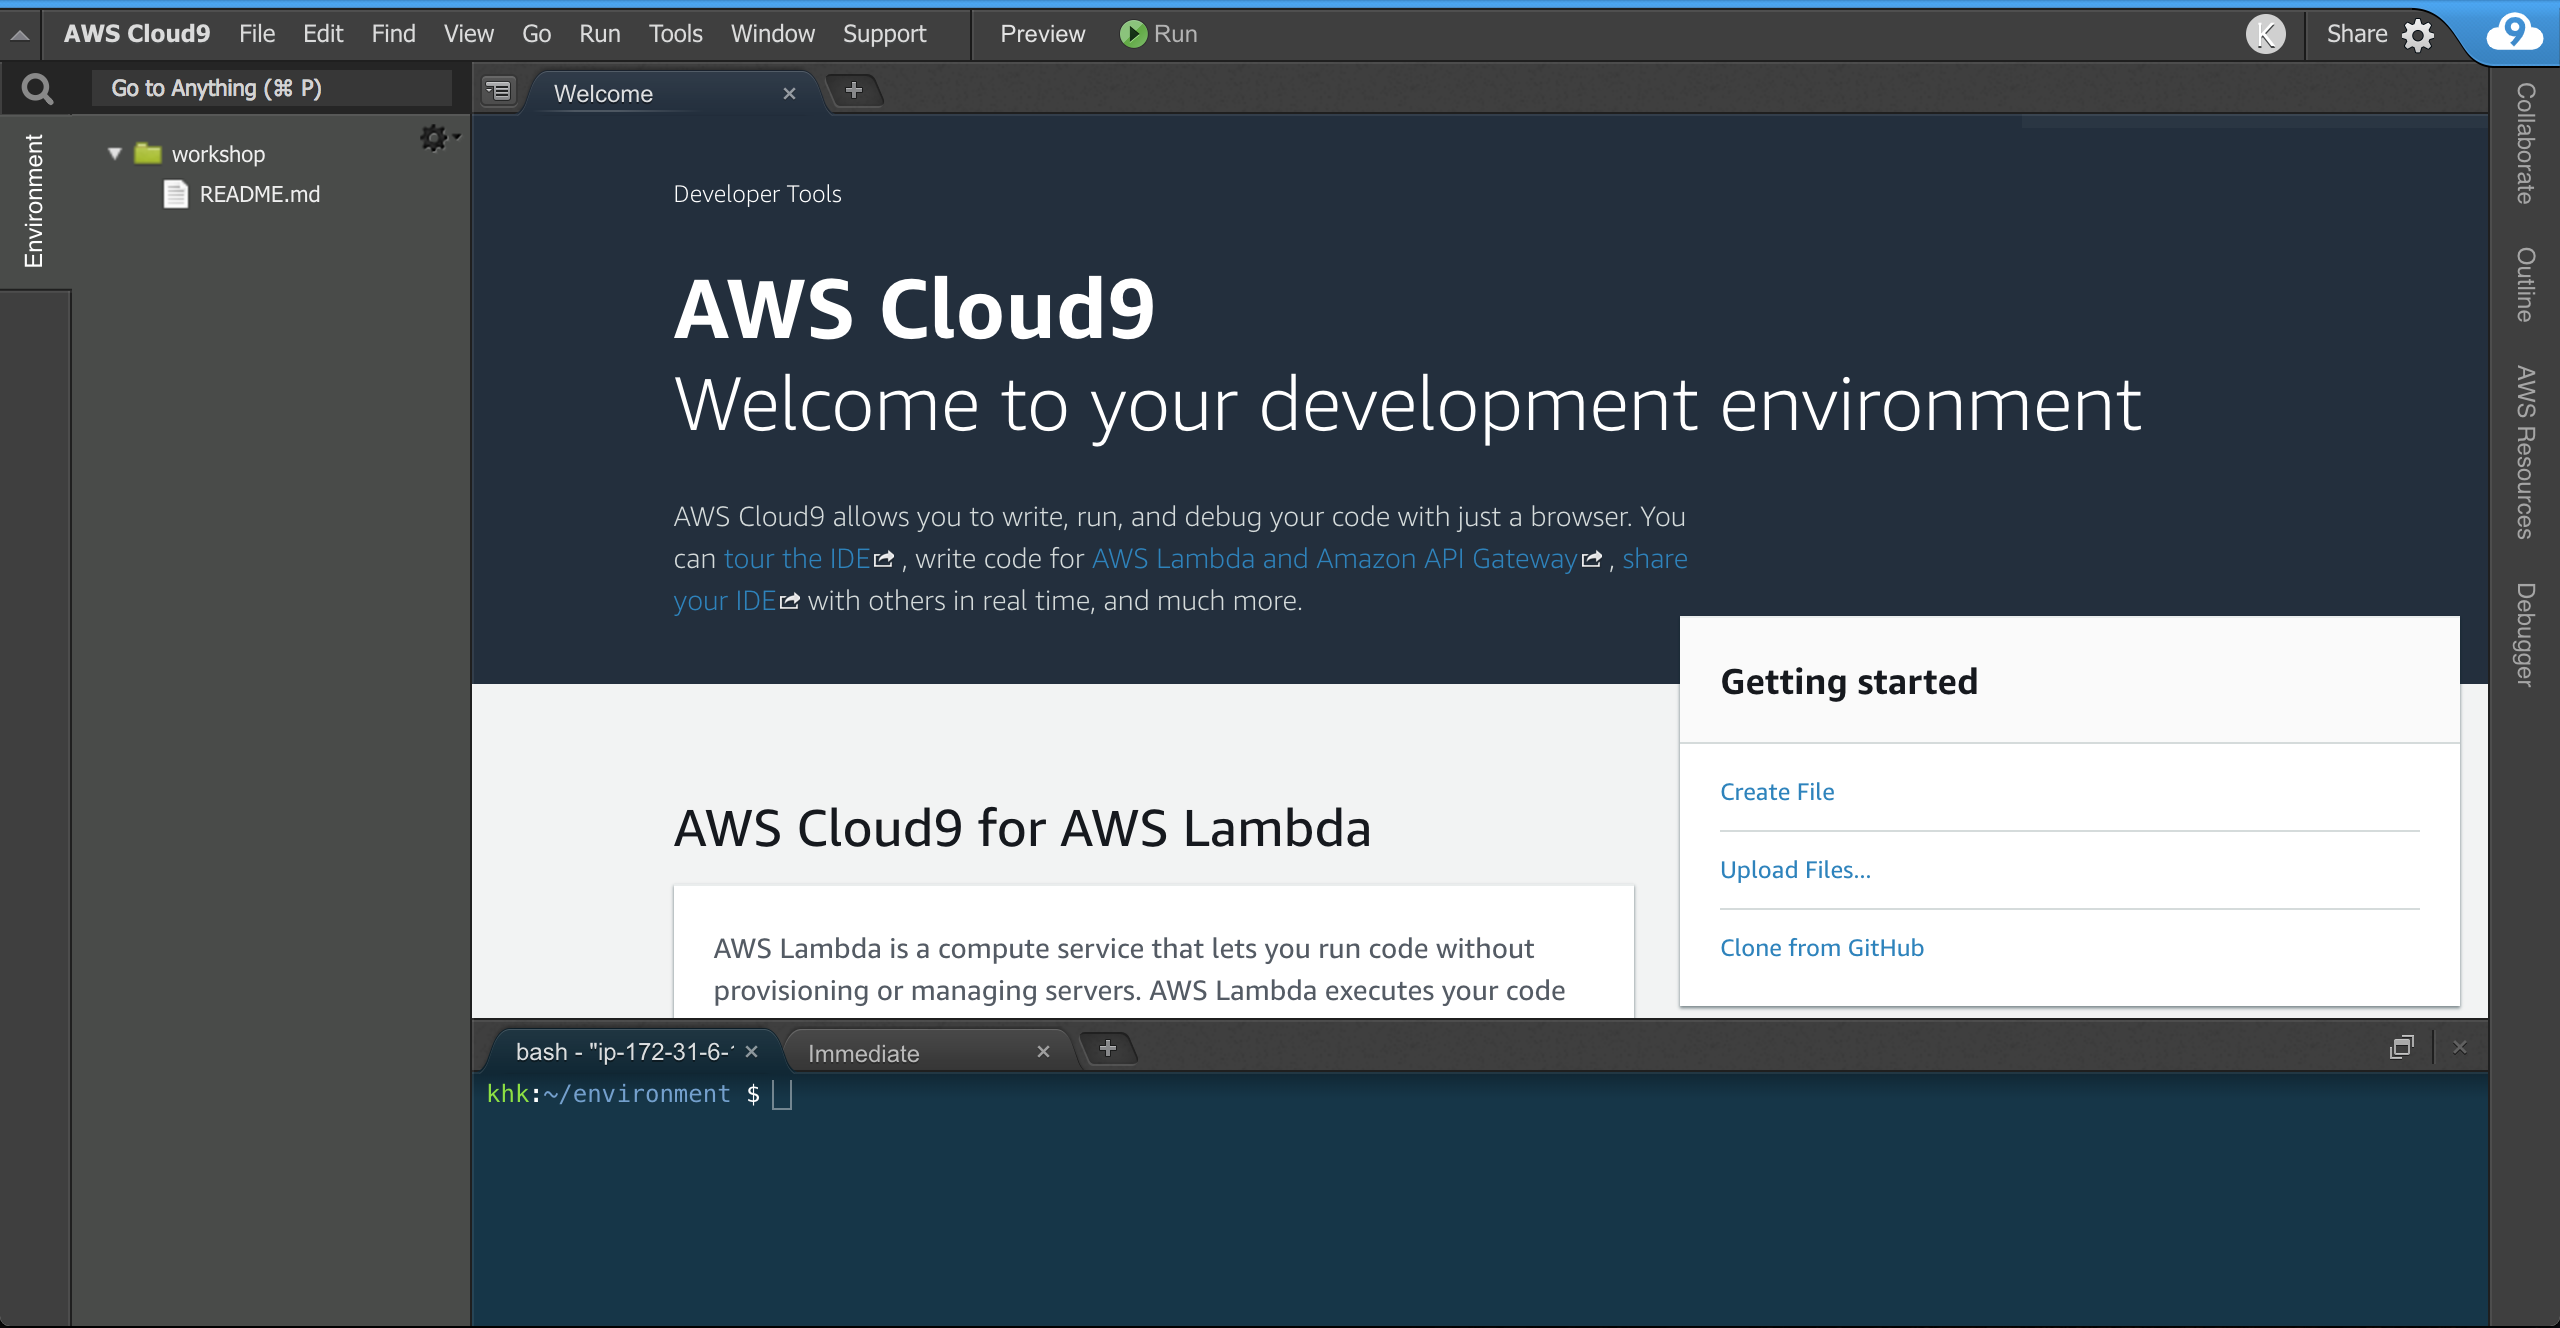 AWS Cloud9 File Edit Find View Go Run Tools Window Support Preview Run K Share 9
Go to Anything (⌘ P)
Welcome
Environment
workshop
README.md
Developer Tools
AWS Cloud9
Welcome to your development environment
AWS Cloud9 allows you to write, run, and debug your code with just a browser. You
can tour the IDE , write code for AWS Lambda and Amazon API Gateway , share
your IDE with others in real time, and much more.
Getting started
Create File
Upload Files...
Clone from GitHub
AWS Cloud9 for AWS Lambda
AWS Lambda is a compute service that lets you run code without
provisioning or managing servers. AWS Lambda executes your code
bash - "ip-172-31-6- Immediate
khk:~/environment $
Collaborate
Outline
AWS Resources
Debugger